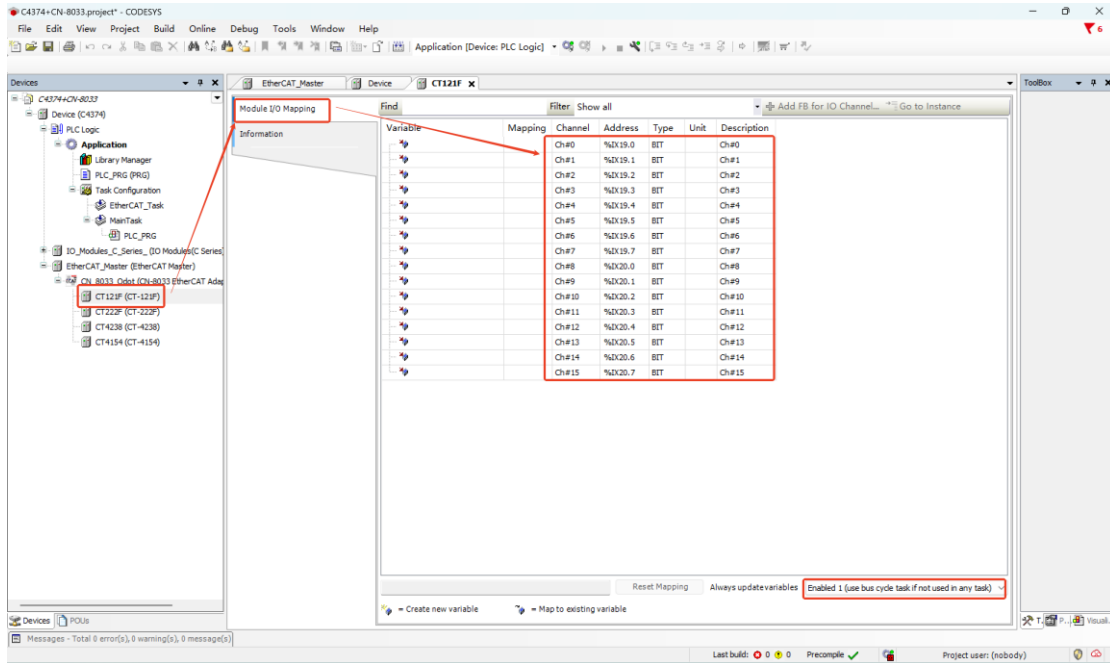 C4374+CN-8033.project* - CODESYS
File Edit View Project Build Online Debug Tools Window Help
6
Application [Device: PLC Logic]
Devices
EtherCAT_Master Device CT121F
ToolBox
C4374+CN-8033
Device (C4374)
PLC Logic
Application
Library Manager
PLC_PRG (PRG)
Task Configuration
EtherCAT_Task
MainTask
PLC_PRG
IO_Modules_C_Series_ (IO Modules(C Series)
EtherCAT_Master (EtherCAT Master)
CN_8033_Odot (CN-8033 EtherCAT Adap
CT121F (CT-121F)
CT222F (CT-222F)
CT4238 (CT-4238)
CT4154 (CT-4154)
Module I/O Mapping
Information
Find Filter Show all Add FB for IO Channel... Go to Instance
Variable Mapping Channel Address Type Unit Description
Ch#0 %IX19.0 BIT Ch#0
Ch#1 %IX19.1 BIT Ch#1
Ch#2 %IX19.2 BIT Ch#2
Ch#3 %IX19.3 BIT Ch#3
Ch#4 %IX19.4 BIT Ch#4
Ch#5 %IX19.5 BIT Ch#5
Ch#6 %IX19.6 BIT Ch#6
Ch#7 %IX19.7 BIT Ch#7
Ch#8 %IX20.0 BIT Ch#8
Ch#9 %IX20.1 BIT Ch#9
Ch#10 %IX20.2 BIT Ch#10
Ch#11 %IX20.3 BIT Ch#11
Ch#12 %IX20.4 BIT Ch#12
Ch#13 %IX20.5 BIT Ch#13
Ch#14 %IX20.6 BIT Ch#14
Ch#15 %IX20.7 BIT Ch#15
Reset Mapping Always update variables Enabled 1 (use bus cycle task if not used in any task)
= Create new variable = Map to existing variable
Devices POUs
T. P... Visuali.
Messages - Total 0 error(s), 0 warning(s), 0 message(s)
Last build: 0 0 Precompile Project user: (nobody)